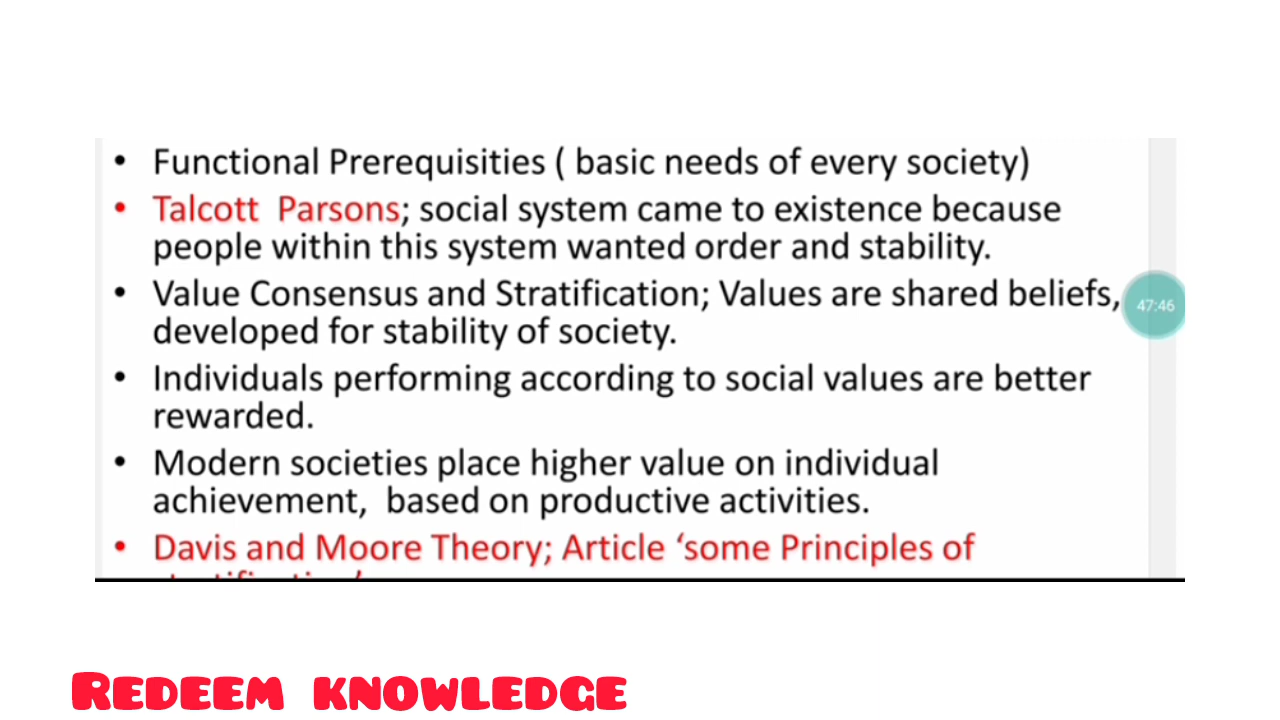 • Functional Prerequisities ( basic needs of every society)
• Talcott  Parsons; social system came to existence because
people within this system wanted order and stability.
• Value Consensus and Stratification; Values are shared beliefs,
developed for stability of society.
47:46
• Individuals performing according to social values are better
rewarded.
• Modern societies place higher value on individual
achievement,  based on productive activities.
• Davis and Moore Theory; Article ‘some Principles of
REDEEM KNOWLEDGE